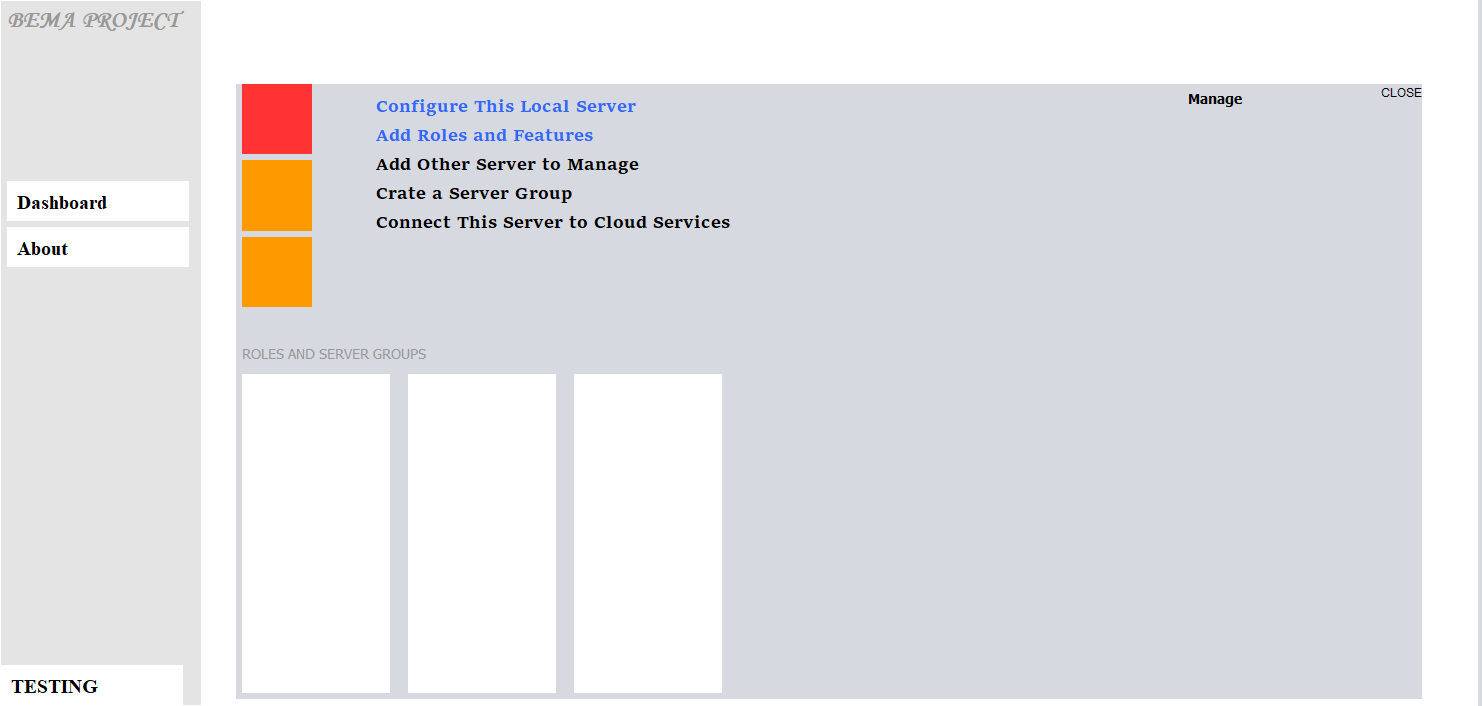 BEMA PROJECT
Dashboard
About
TESTING
Configure This Local Server
Add Roles and Features
Add Other Server to Manage
Crate a Server Group
Connect This Server to Cloud Services
Manage
CLOSE
ROLES AND SERVER GROUPS